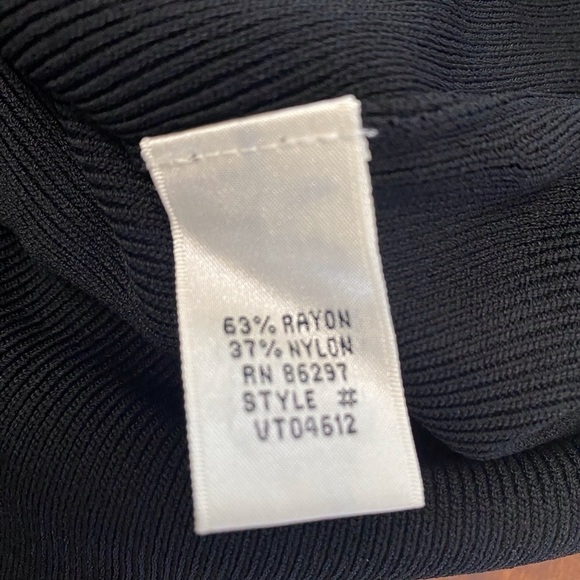 63% RAYON
37% NYLON
RN 86297
STYLE #
VT04612